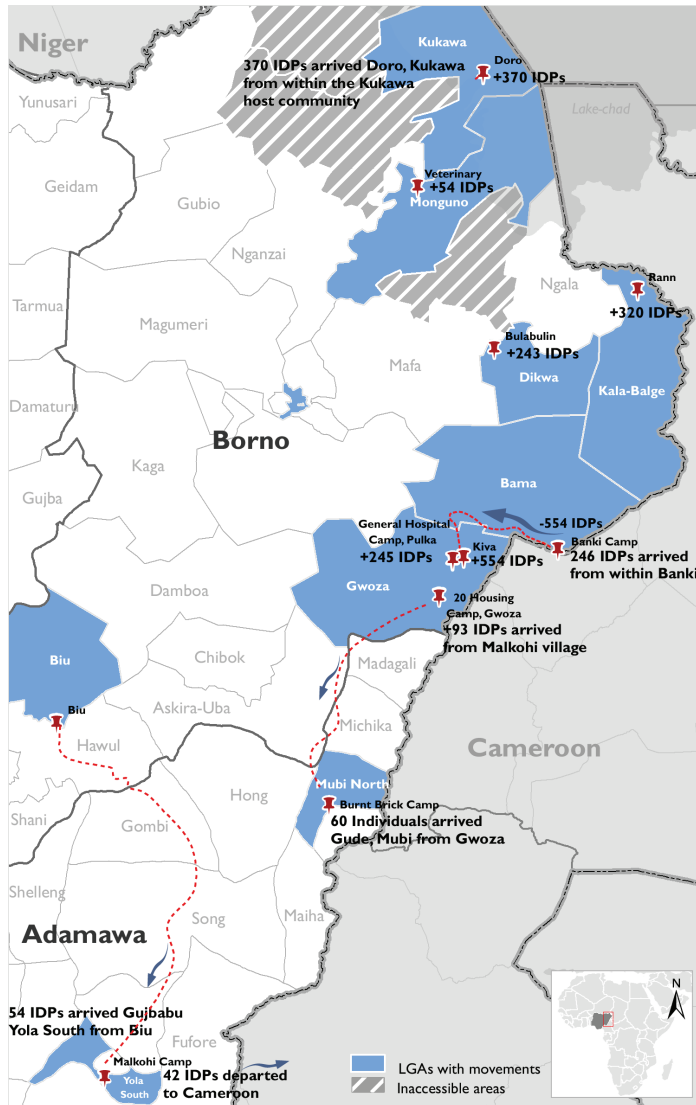 Niger
Kukawa
Doro
370 IDPs arrived Doro, Kukawa
from within the Kukawa
host community
+370 IDPs
Yunusari
Lake-chad
Veterinary
+54 IDPs
Monguno
Geidam
Gubio
Nganzai
Ngala
Rann
+320 IDPs
Tarmua
Magumeri
Bulabulin
+243 IDPs
Mafa
Dikwa
Kala-Balge
Damaturu
Borno
Kaga
Gujba
Bama
General Hospital
Camp, Pulka
+245 IDPs
Kiva
+554 IDPs
-554 IDPs
Banki Camp
246 IDPs arrived
from within Banki
Damboa
Gwoza
20 Housing
Camp, Gwoza
+93 IDPs arrived
from Malkohi village
Biu
Chibok
Madagali
Askira-Uba
Biu
Michika
Hawul
Cameroon
Mubi North
Hong
Burnt Brick Camp
60 Individuals arrived
Gude, Mubi from Gwoza
Shani
Gombi
Shelleng
Song
Maiha
Adamawa
54 IDPs arrived Gujbabu
Yola South from Biu
Fufore
Malkohi Camp
42 IDPs departed
to Cameroon
Yola
South
N
LGAs with movements
Inaccessible areas